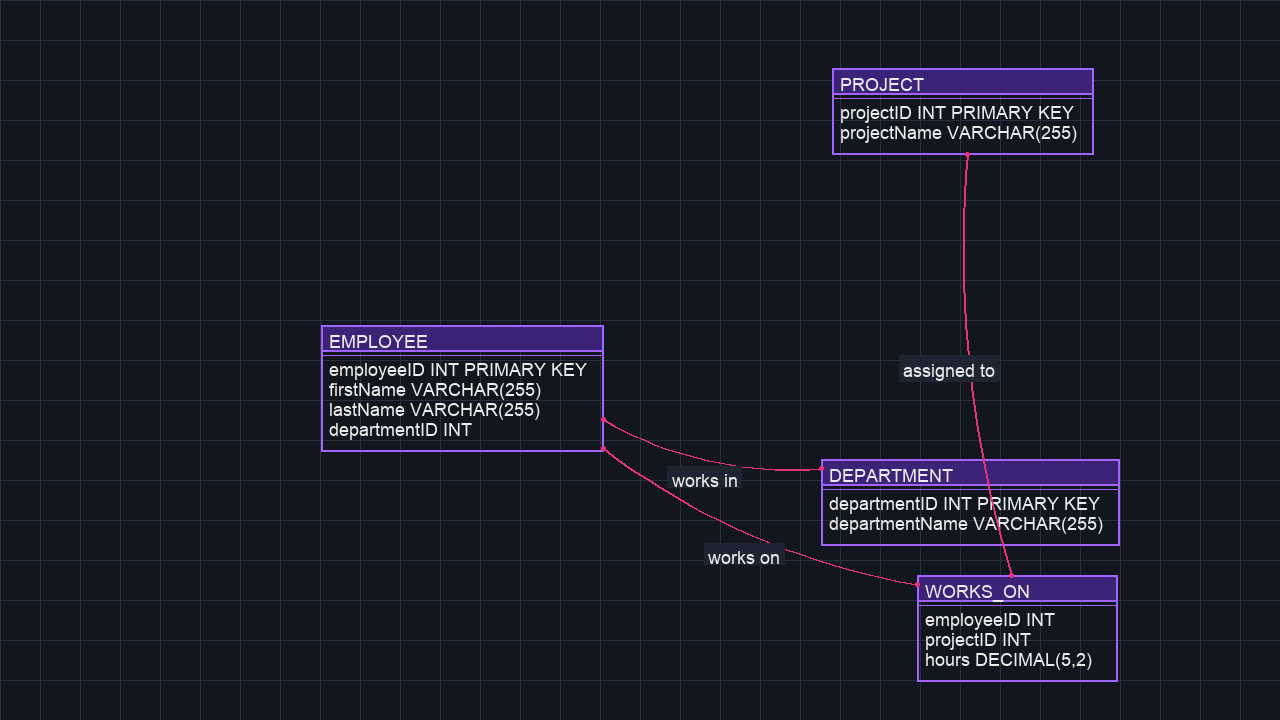 PROJECT
projectID INT PRIMARY KEY
projectName VARCHAR(255)
EMPLOYEE
employeeID INT PRIMARY KEY
firstName VARCHAR(255)
lastName VARCHAR(255)
departmentID INT
assigned to
works in
DEPARTMENT
departmentID INT PRIMARY KEY
departmentName VARCHAR(255)
works on
WORKS_ON
employeeID INT
projectID INT
hours DECIMAL(5,2)